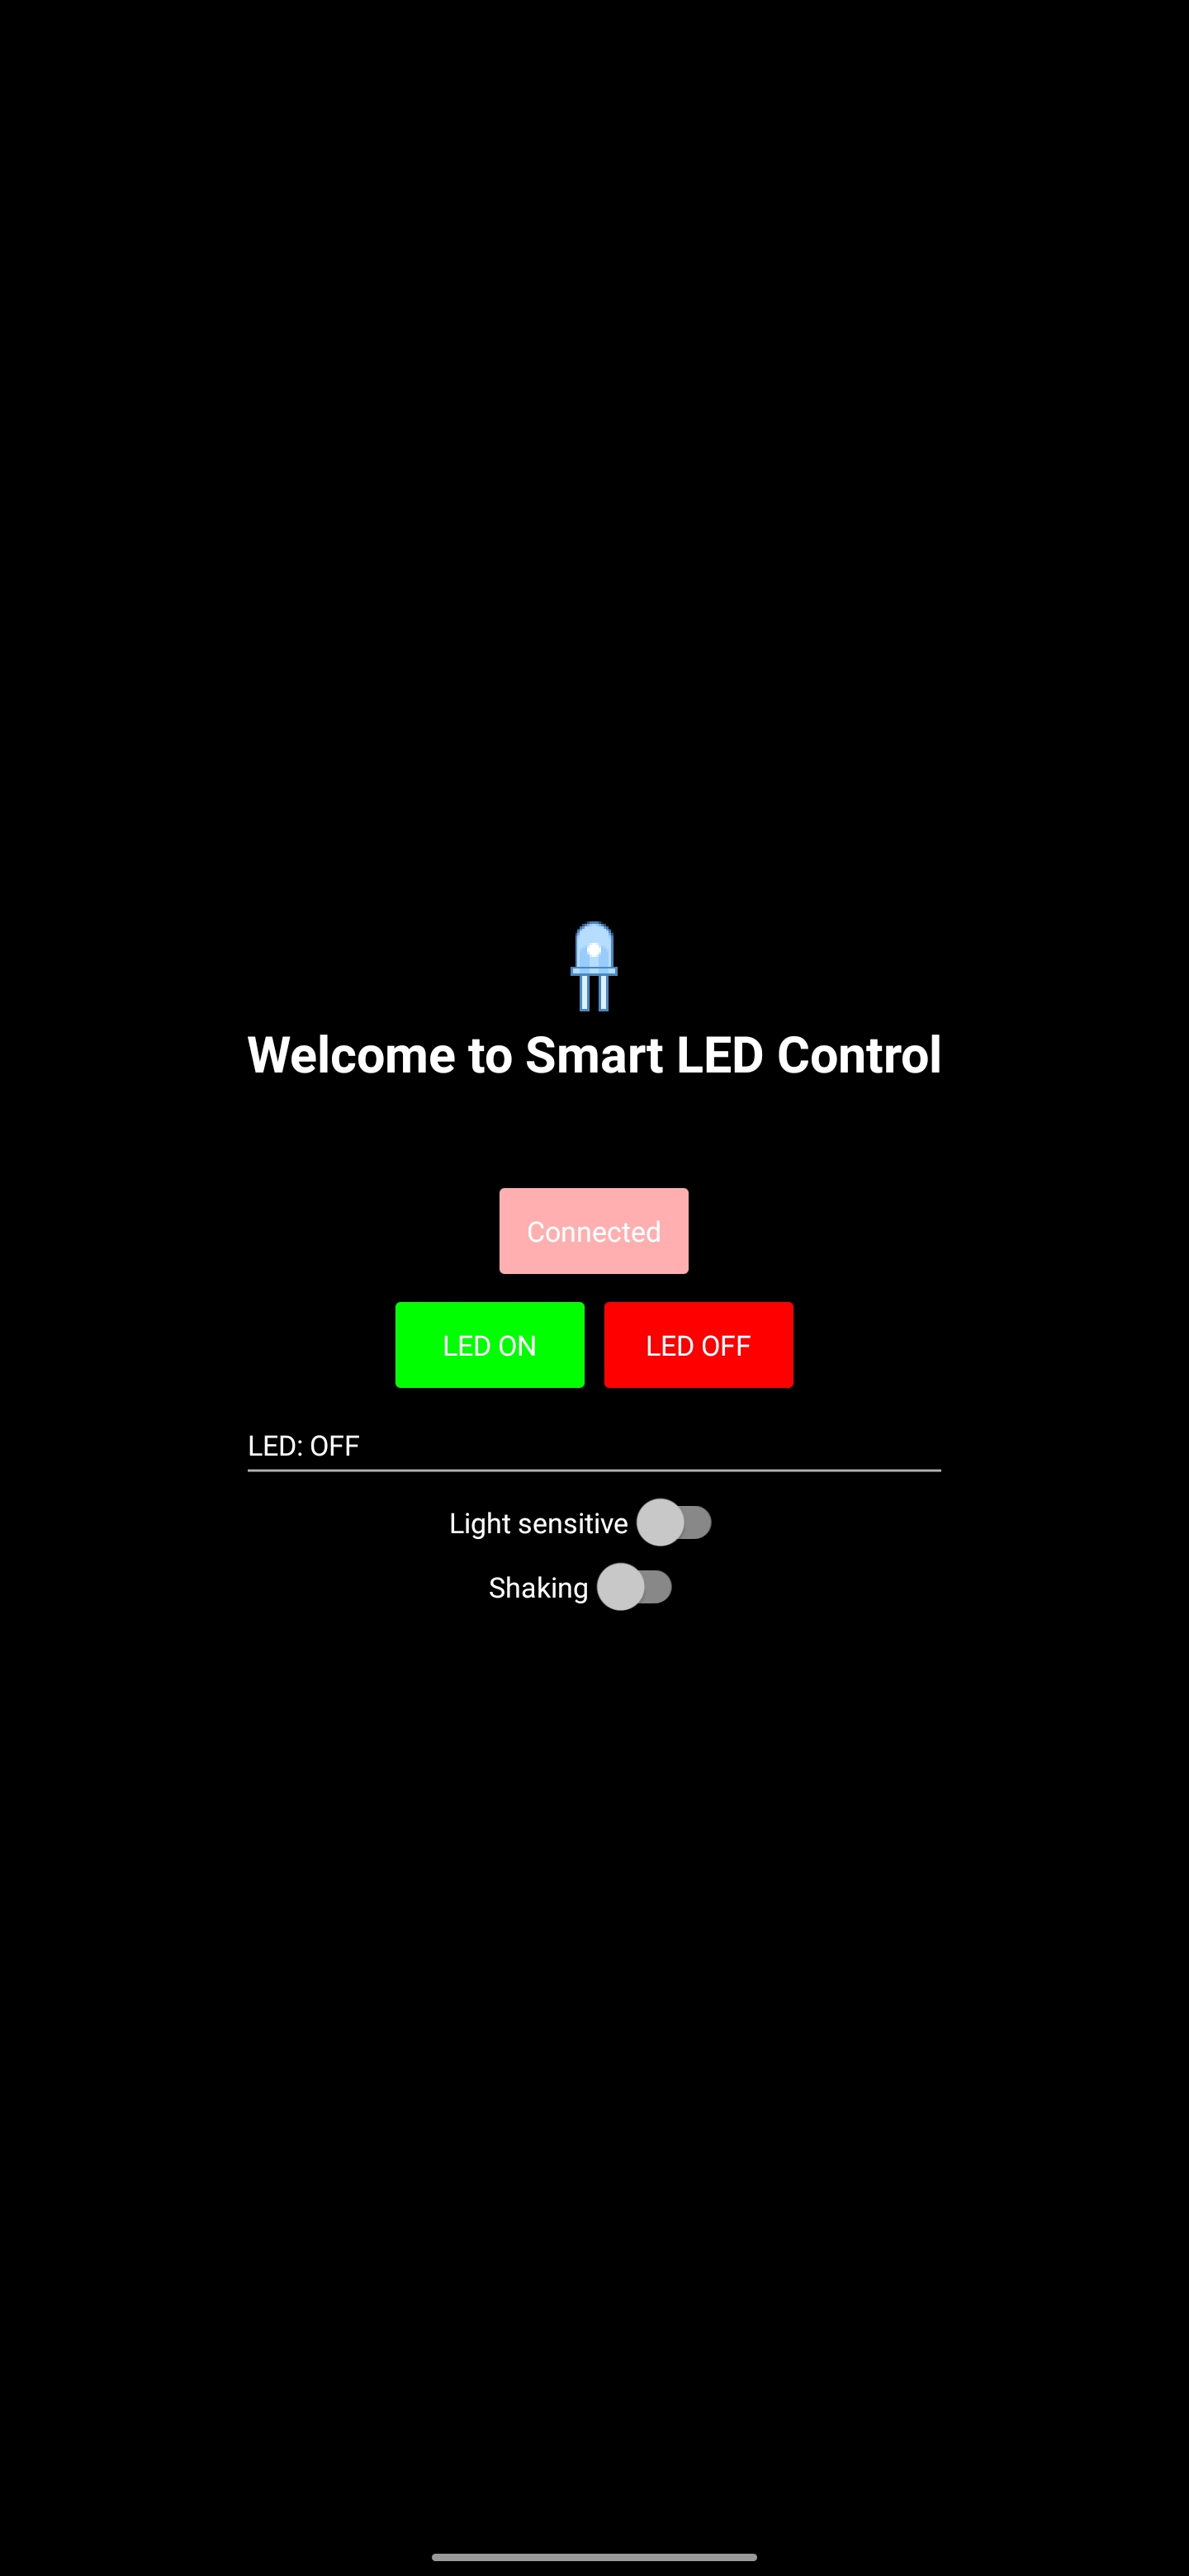 Welcome to Smart LED Control
Connected
LED ON LED OFF
LED: OFF
Light sensitive
Shaking